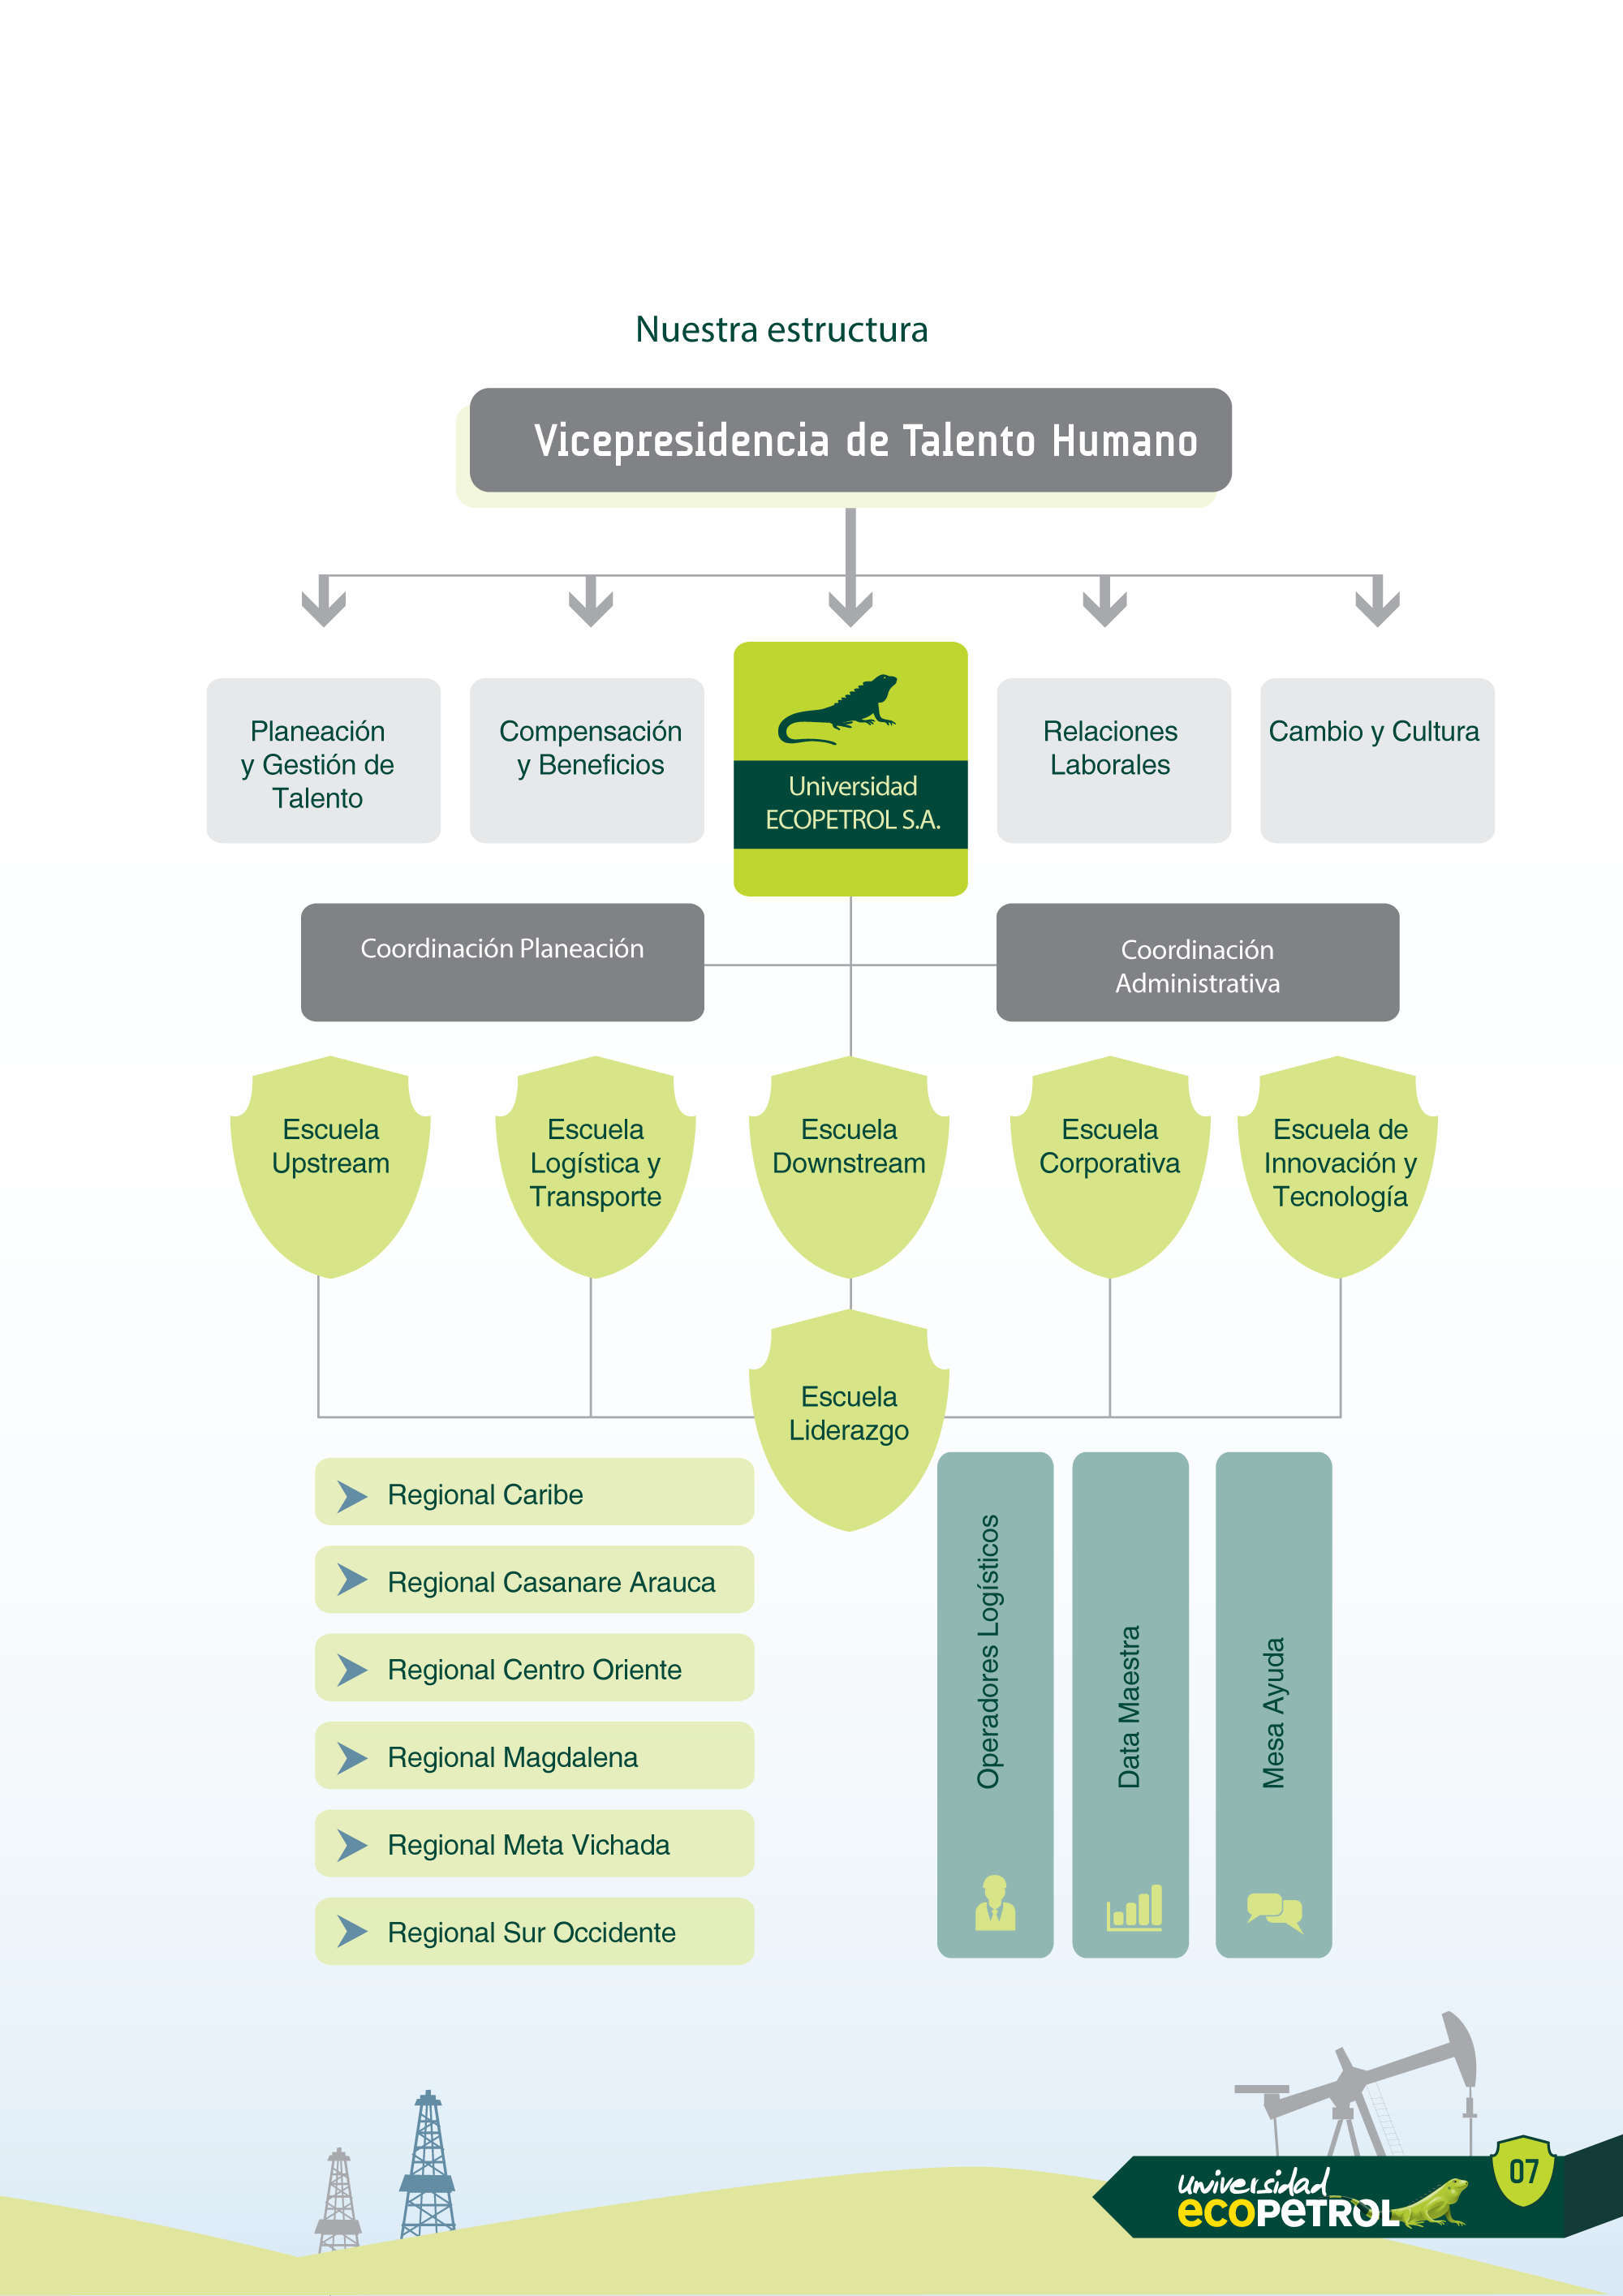 Nuestra estructura
Vicepresidencia de Talento Humano
Planeación
y Gestión de
Talento
Compensación
y Beneficios
Universidad
ECOPETROL S.A.
Relaciones
Laborales
Cambio y Cultura
Coordinación Planeación
Coordinación
Administrativa
Escuela
Upstream
Escuela
Logística y
Transporte
Escuela
Downstream
Escuela
Corporativa
Escuela de
Innovación y
Tecnología
Escuela
Liderazgo
Regional Caribe
Regional Casanare Arauca
Regional Centro Oriente
Regional Magdalena
Regional Meta Vichada
Regional Sur Occidente
Operadores Logísticos
Data Maestra
Mesa Ayuda
universidad
ecoPETROL
07